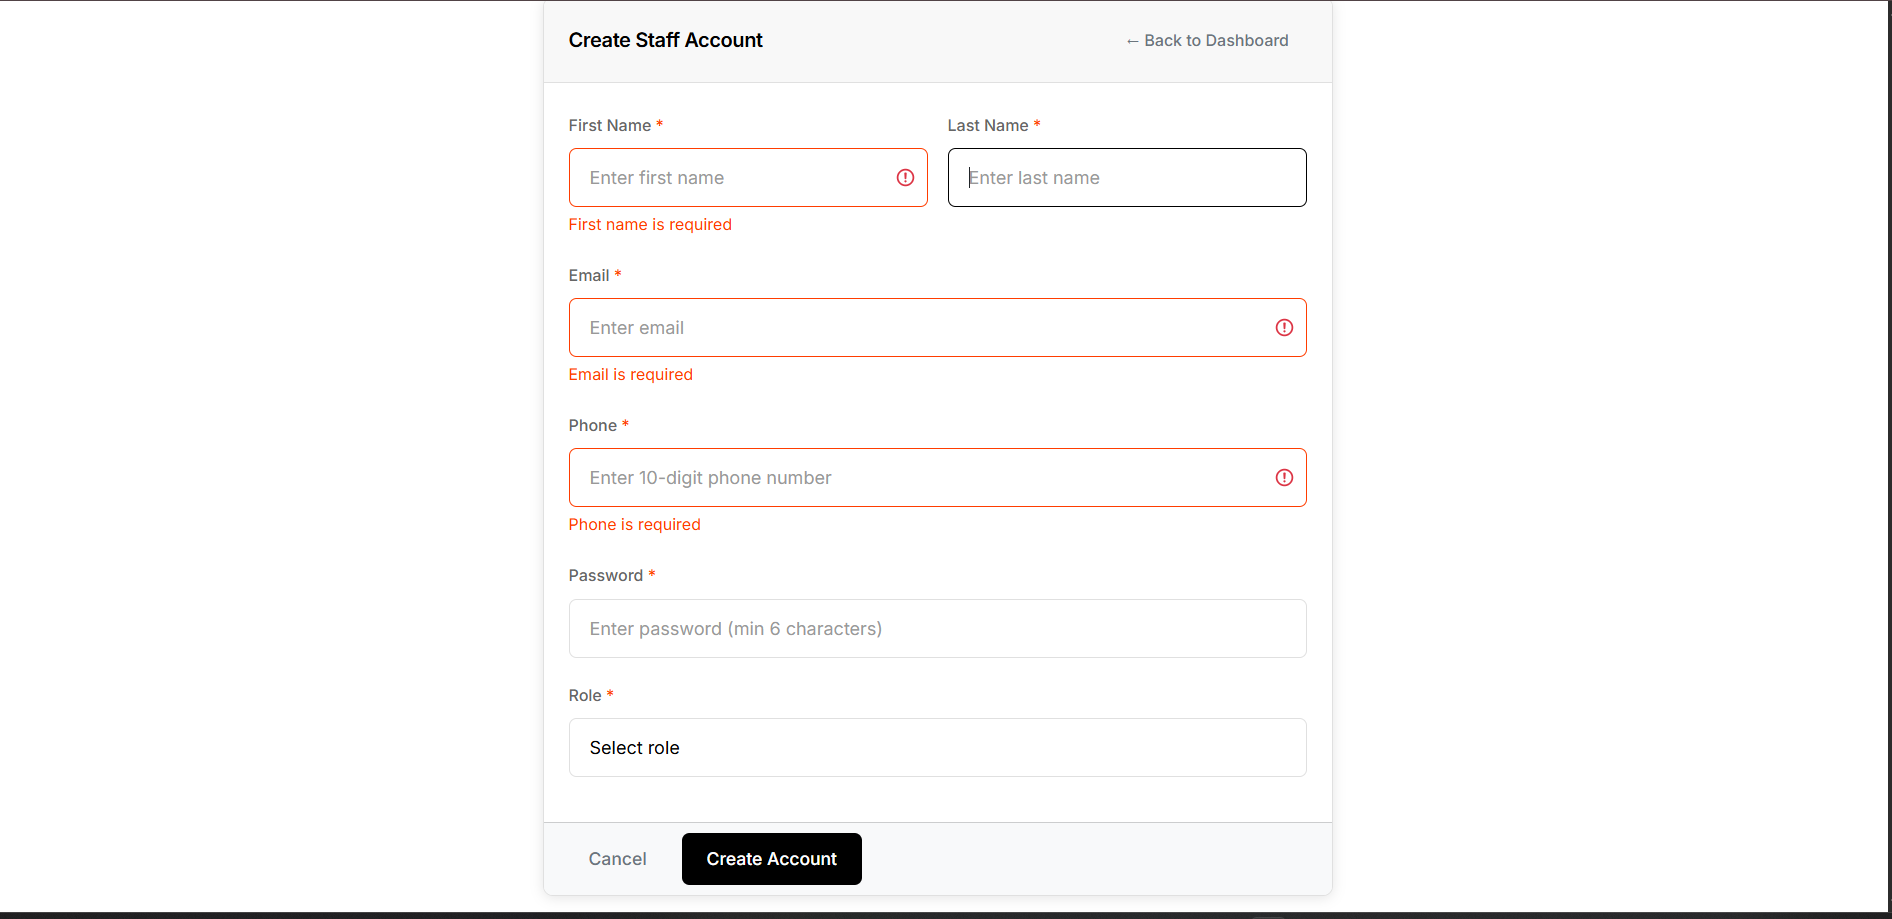 Create Staff Account
← Back to Dashboard
First Name *
Last Name *
Enter first name
Enter last name
First name is required
Email *
Enter email
Email is required
Phone *
Enter 10-digit phone number
Phone is required
Password *
Enter password (min 6 characters)
Role *
Select role
Cancel
Create Account